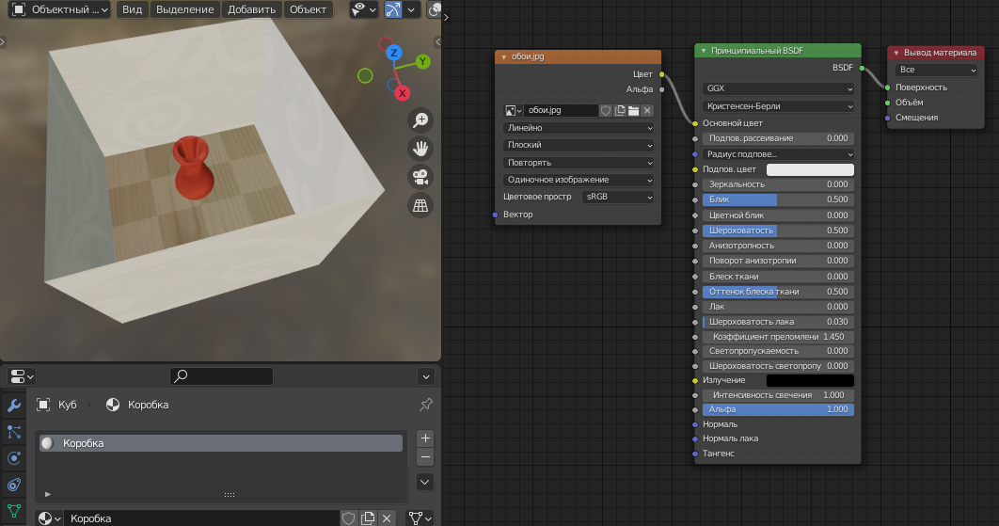 Объектный ...
Вид
Выделение
Добавить
Объект
Z
Y
X
Куб
Коробка
Коробка
Коробка
обои.jpg
Цвет
Альфа
обои.jpg
Линейно
Плоский
Повторять
Одиночное изображение
Цветовое простр
sRGB
Вектор
Принципиальный BSDF
BSDF
GGX
Кристенсен-Берли
Основной цвет
Подпов. рассеивание 0.000
Радиус подпове...
Подпов. цвет
Зеркальность 0.000
Блик 0.500
Цветной блик 0.000
Шероховатость 0.500
Анизотропность 0.000
Поворот анизотропии 0.000
Блеск ткани 0.000
Оттенок блеска ткани 0.500
Лак 0.000
Шероховатость лака 0.030
Коэффициент преломлени 1.450
Светопропускаемость 0.000
Шероховатость светопропу 0.000
Излучение
Интенсивность свечения 1.000
Альфа 1.000
Нормаль
Нормаль лака
Тангенс
Вывод материала
Все
Поверхность
Объём
Смещения